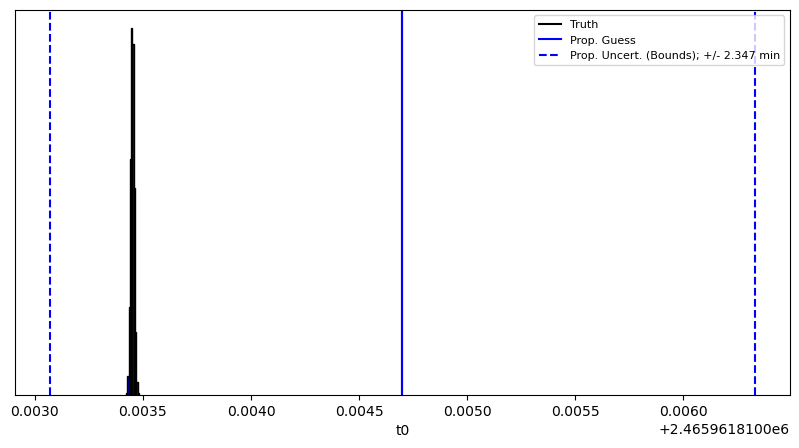 Truth
Prop. Guess
Prop. Uncert. (Bounds); +/- 2.347 min
0.0030 0.0035 0.0040 0.0045 0.0050 0.0055 0.0060
+2.4659618100e6
t0